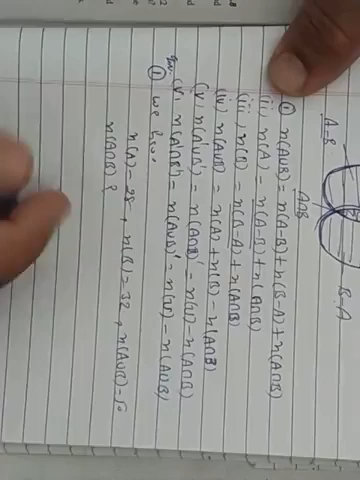 A-B
B-A
A∩B
① n(A∪B) = n(A-B) + n(B-A) + n(A∩B)
(ii) n(A) = n(A-B) + n(A∩B)
(iii) n(B) = n(B-A) + n(A∩B)
(iv) n(A∪B) = n(A) + n(B) - n(A∩B)
(v) n(A'∪B') = n(A∩B)' = n(U) - n(A∩B)
(vi) n(A'∩B') = n(A∪B)' = n(U) - n(A∪B)
① We have
n(A) = 28, n(B) = 32, n(A∪B) = 50
n(A∩B) ?